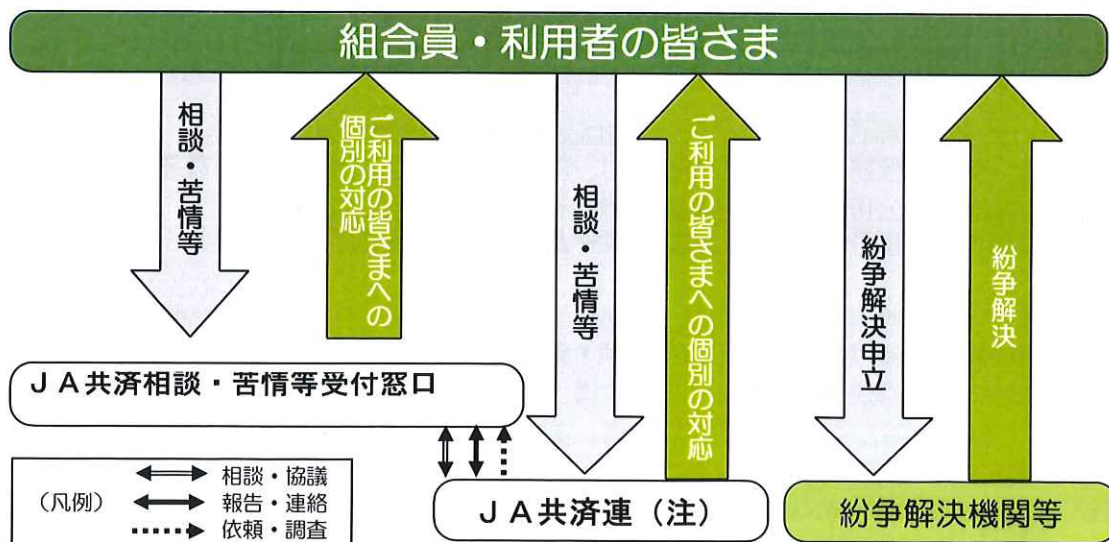 組合員・利用者の皆さま
相談・苦情等
ご利用の皆さまへの
個別の対応
相談・苦情等
ご利用の皆さまへの個別の対応
紛争解決申立
紛争解決
ＪＡ共済相談・苦情等受付窓口
（凡例）
相談・協議
報告・連絡
依頼・調査
ＪＡ共済連（注）
紛争解決機関等